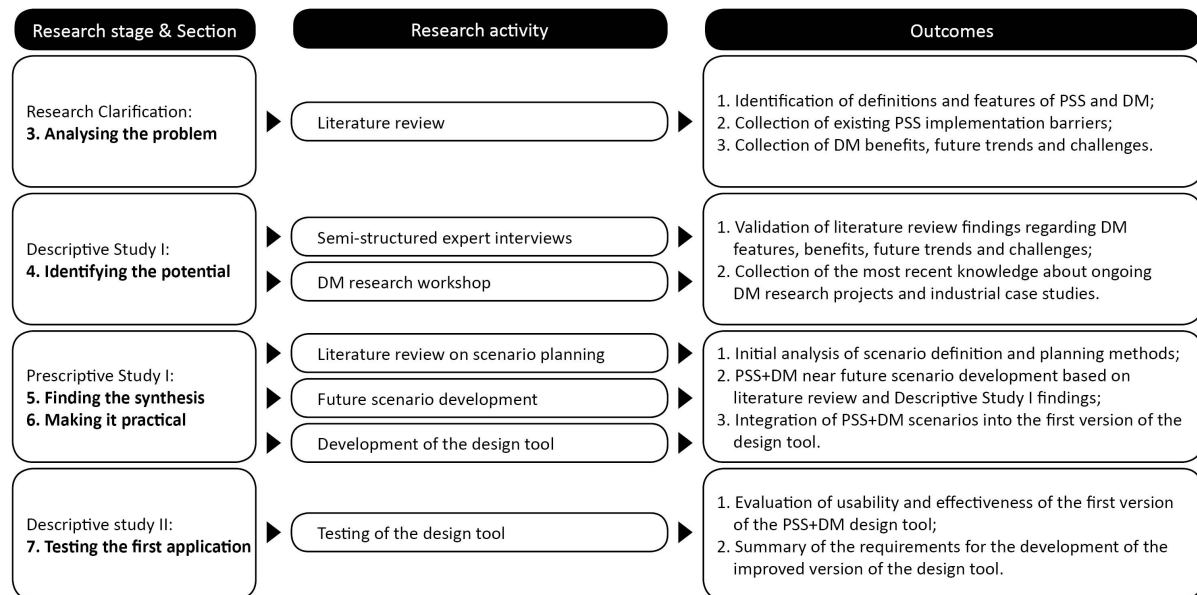 Research stage & Section
Research activity
Outcomes
Research Clarification:
3. Analysing the problem
Literature review
1. Identification of definitions and features of PSS and DM;
2. Collection of existing PSS implementation barriers;
3. Collection of DM benefits, future trends and challenges.
Descriptive Study I:
4. Identifying the potential
Semi-structured expert interviews
DM research workshop
1. Validation of literature review findings regarding DM
features, benefits, future trends and challenges;
2. Collection of the most recent knowledge about ongoing
DM research projects and industrial case studies.
Prescriptive Study I:
5. Finding the synthesis
6. Making it practical
Literature review on scenario planning
Future scenario development
Development of the design tool
1. Initial analysis of scenario definition and planning methods;
2. PSS+DM near future scenario development based on
literature review and Descriptive Study I findings;
3. Integration of PSS+DM scenarios into the first version of the
design tool.
Descriptive study II:
7. Testing the first application
Testing of the design tool
1. Evaluation of usability and effectiveness of the first version
of the PSS+DM design tool;
2. Summary of the requirements for the development of the
improved version of the design tool.